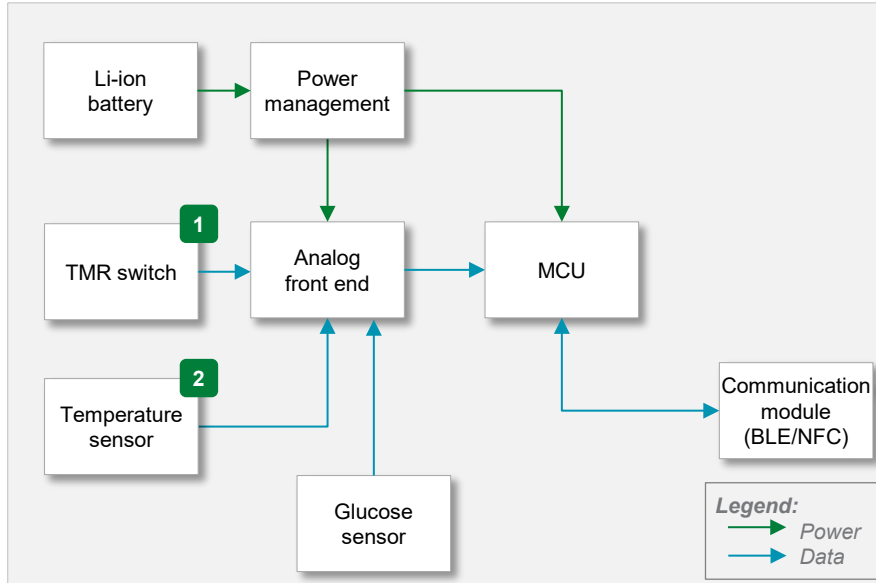 Li-ion
battery
Power
management
1
TMR switch
Analog
front end
MCU
2
Temperature
sensor
Communication
module
(BLE/NFC)
Glucose
sensor
Legend:
Power
Data